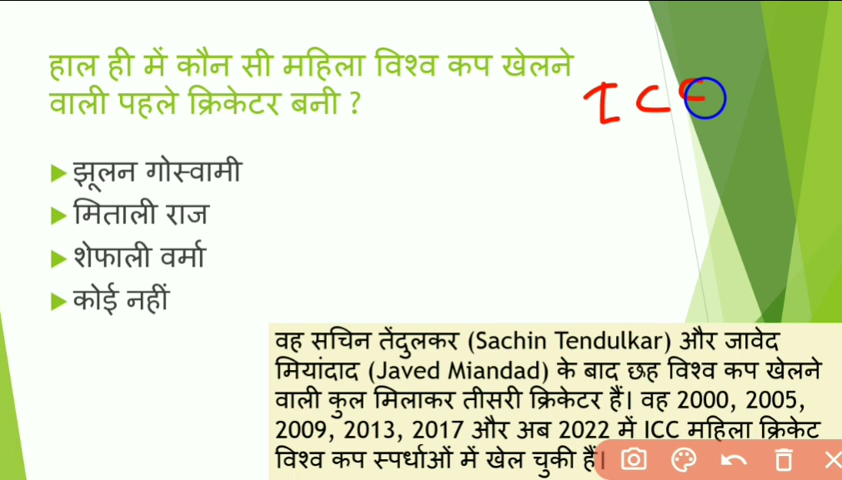 हाल ही में कौन सी महिला विश्व कप खेलने
वाली पहले क्रिकेटर बनी ?
ICC
झूलन गोस्वामी
मिताली राज
शेफाली वर्मा
कोई नहीं
वह सचिन तेंदुलकर (Sachin Tendulkar) और जावेद
मियांदाद (Javed Miandad) के बाद छह विश्व कप खेलने
वाली कुल मिलाकर तीसरी क्रिकेटर हैं। वह 2000, 2005,
2009, 2013, 2017 और अब 2022 में ICC महिला क्रिकेट
विश्व कप स्पर्धाओं में खेल चुकी हैं।